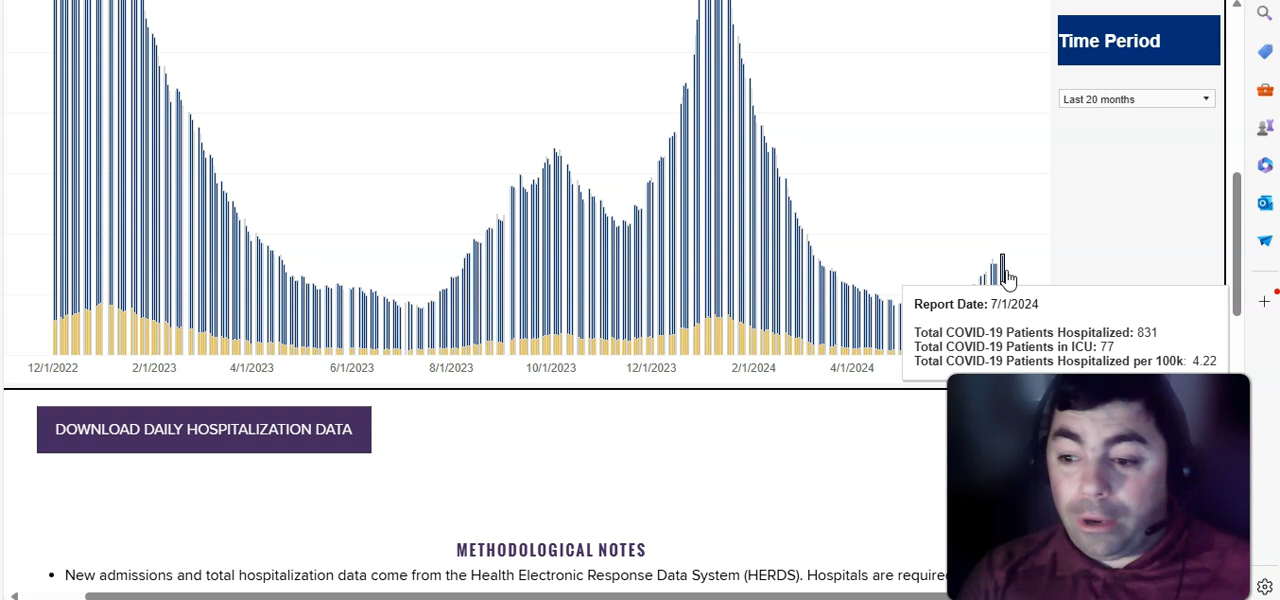 Time Period
Last 20 months
Report Date: 7/1/2024
Total COVID-19 Patients Hospitalized: 831
Total COVID-19 Patients in ICU: 77
Total COVID-19 Patients Hospitalized per 100k: 4.22
12/1/2022 2/1/2023 4/1/2023 6/1/2023 8/1/2023 10/1/2023 12/1/2023 2/1/2024 4/1/2024
DOWNLOAD DAILY HOSPITALIZATION DATA
METHODOLOGICAL NOTES
• New admissions and total hospitalization data come from the Health Electronic Response Data System (HERDS). Hospitals are require